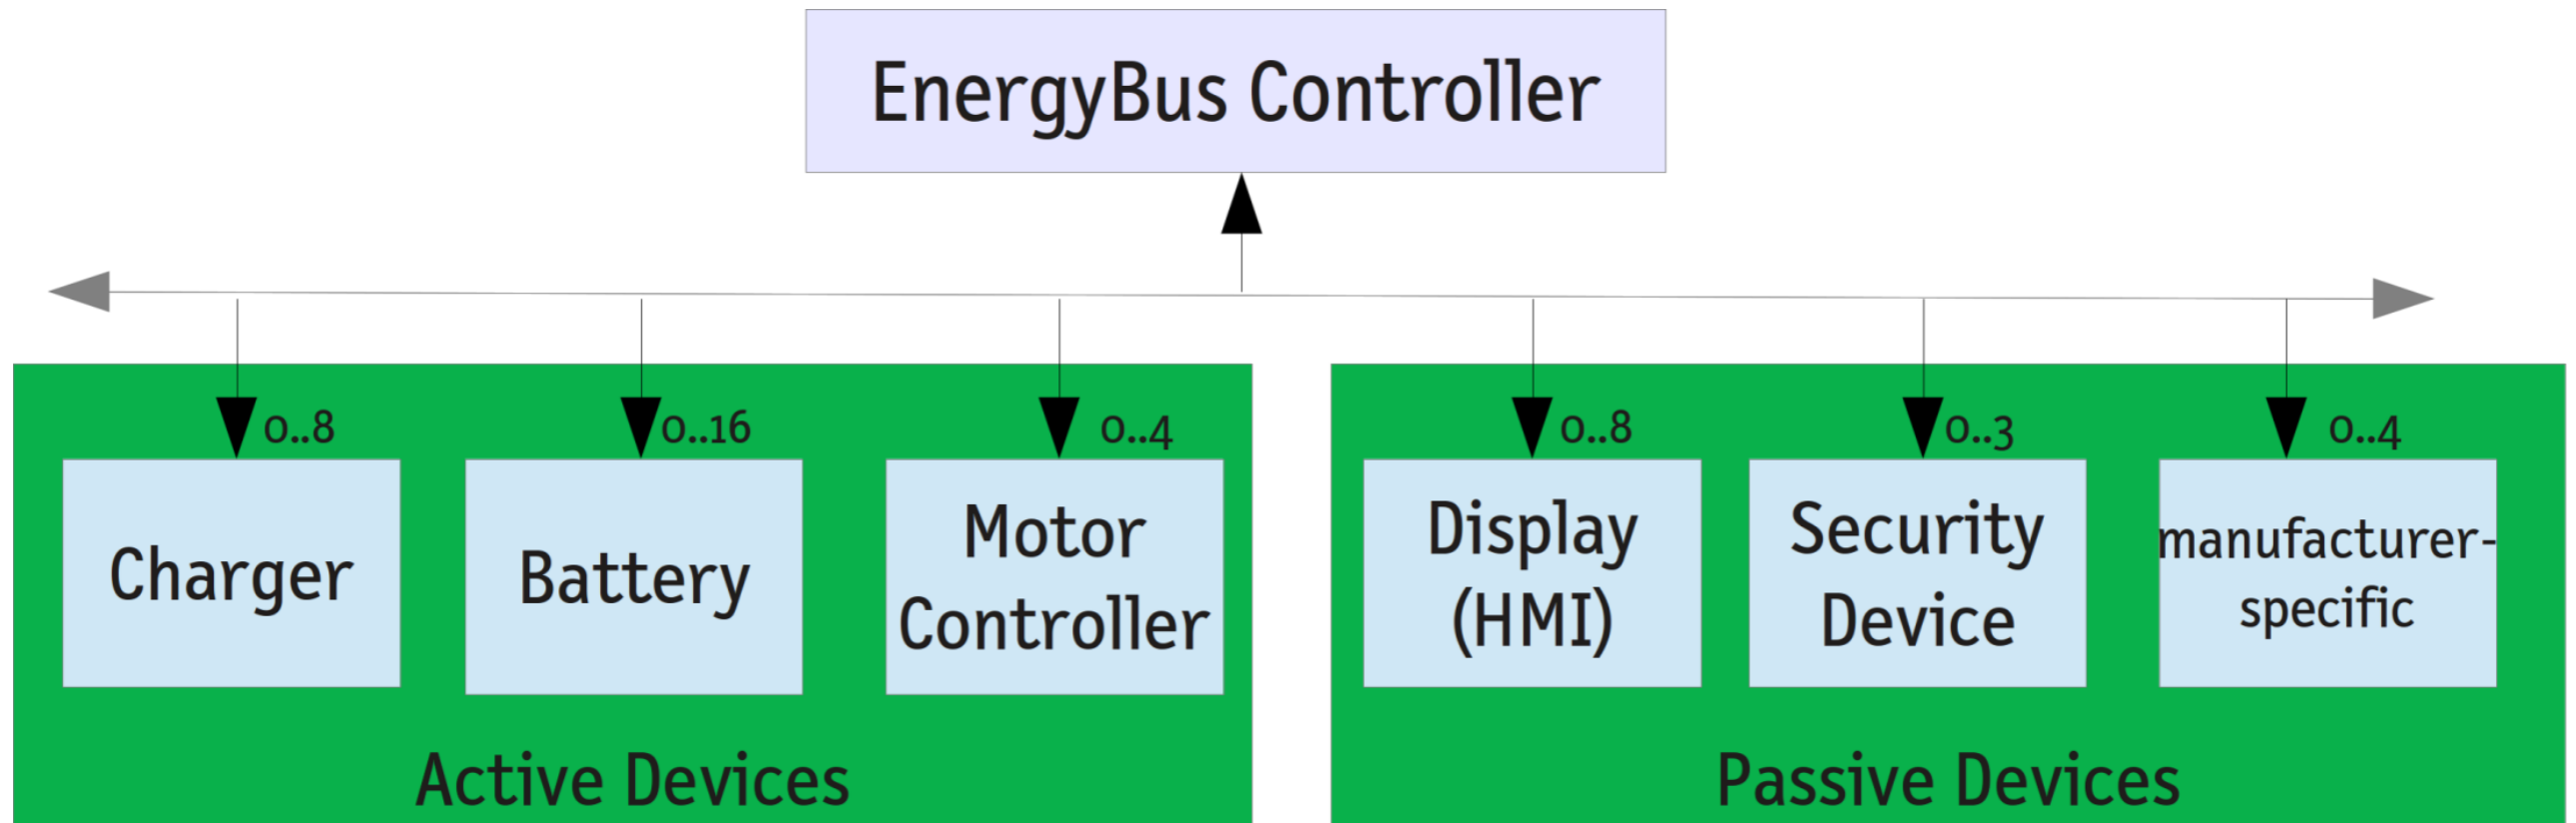 EnergyBus Controller
0..8
0..16
0..4
0..8
0..3
0..4
Charger
Battery
Motor
Controller
Display
(HMI)
Security
Device
manufacturer-
specific
Active Devices
Passive Devices